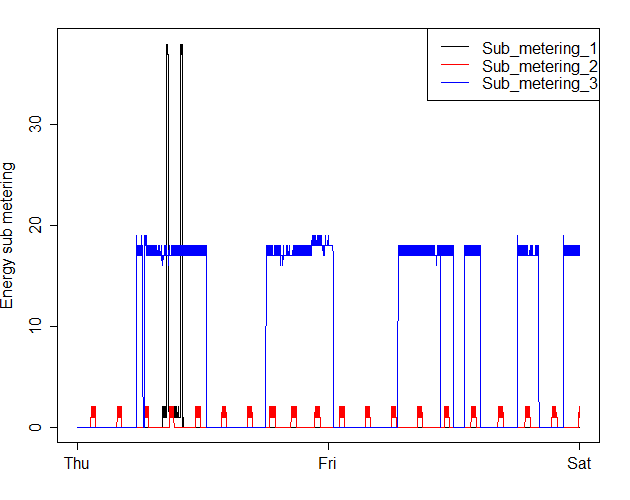 Sub_metering_1
Sub_metering_2
Sub_metering_3
Energy sub metering
30
20
10
0
Thu Fri Sat